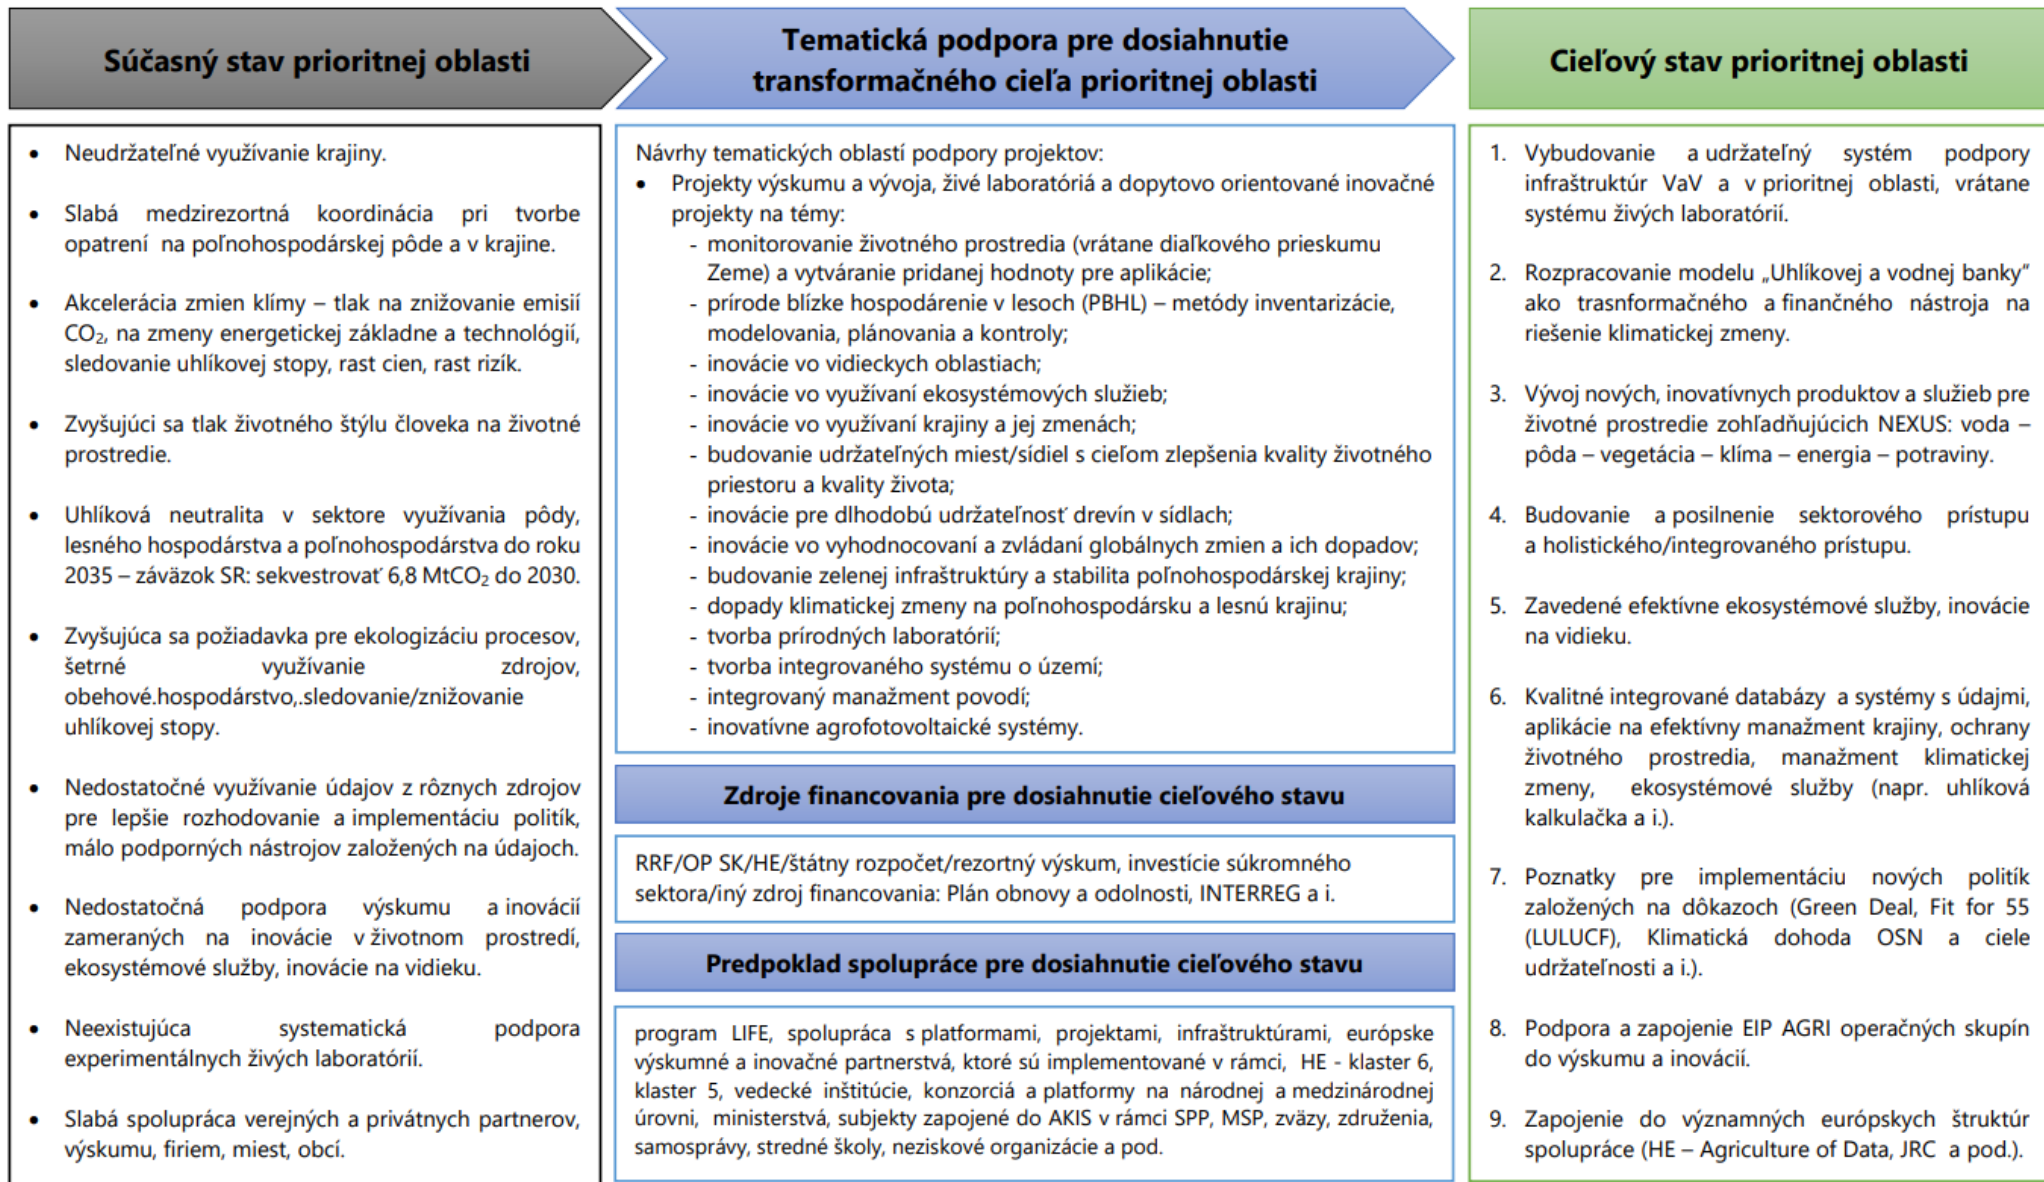 Súčasný stav prioritnej oblasti
Neudržateľné využívanie krajiny.
Slabá medzirezortná koordinácia pri tvorbe
opatrení na poľnohospodárskej pôde a v krajine.
Akcelerácia zmien klímy – tlak na znižovanie emisií
CO₂, na zmeny energetickej základne a technológií,
sledovanie uhlíkovej stopy, rast cien, rast rizík.
Zvyšujúci sa tlak životného štýlu človeka na životné
prostredie.
Uhlíková neutralita v sektore využívania pôdy,
lesného hospodárstva a poľnohospodárstva do roku
2035 – záväzok SR: sekvestrovať 6,8 MtCO₂ do 2030.
Zvyšujúca sa požiadavka pre ekologizáciu procesov,
šetrné využívanie zdrojov,
obehové.hospodárstvo,.sledovanie/znižovanie
uhlíkovej stopy.
Nedostatočné využívanie údajov z rôznych zdrojov
pre lepšie rozhodovanie a implementáciu politík,
málo podporných nástrojov založených na údajoch.
Nedostatočná podpora výskumu a inovácií
zameraných na inovácie v životnom prostredí,
ekosystémové služby, inovácie na vidieku.
Neexistujúca systematická podpora
experimentálnych živých laboratórií.
Slabá spolupráca verejných a privátnych partnerov,
výskumu, firiem, miest, obcí.
Tematická podpora pre dosiahnutie
transformačného cieľa prioritnej oblasti
Návrhy tematických oblastí podpory projektov:
• Projekty výskumu a vývoja, živé laboratóriá a dopytovo orientované inovačné
projekty na témy:
- monitorovanie životného prostredia (vrátane diaľkového prieskumu
Zeme) a vytváranie pridanej hodnoty pre aplikácie;
- prírode blízke hospodárenie v lesoch (PBHL) – metódy inventarizácie,
modelovania, plánovania a kontroly;
- inovácie vo vidieckych oblastiach;
- inovácie vo využívaní ekosystémových služieb;
- inovácie vo využívaní krajiny a jej zmenách;
- budovanie udržateľných miest/sídiel s cieľom zlepšenia kvality životného
priestoru a kvality života;
- inovácie pre dlhodobú udržateľnosť drevín v sídlach;
- inovácie vo vyhodnocovaní a zvládaní globálnych zmien a ich dopadov;
- budovanie zelenej infraštruktúry a stabilita poľnohospodárskej krajiny;
- dopady klimatickej zmeny na poľnohospodársku a lesnú krajinu;
- tvorba prírodných laboratórií;
- tvorba integrovaného systému o území;
- integrovaný manažment povodí;
- inovatívne agrofotovoltaické systémy.
Zdroje financovania pre dosiahnutie cieľového stavu
RRF/OP SK/HE/štátny rozpočet/rezortný výskum, investície súkromného
sektora/iný zdroj financovania: Plán obnovy a odolnosti, INTERREG a i.
Predpoklad spolupráce pre dosiahnutie cieľového stavu
program LIFE, spolupráca s platformami, projektami, infraštruktúrami, európske
výskumné a inovačné partnerstvá, ktoré sú implementované v rámci, HE - klaster 6,
klaster 5, vedecké inštitúcie, konzorciá a platformy na národnej a medzinárodnej
úrovni, ministerstvá, subjekty zapojené do AKIS v rámci SPP, MSP, zväzy, združenia,
samosprávy, stredné školy, neziskové organizácie a pod.
Cieľový stav prioritnej oblasti
1. Vybudovanie a udržateľný systém podpory
infraštruktúr VaV a v prioritnej oblasti, vrátane
systému živých laboratórií.
2. Rozpracovanie modelu „Uhlíkovej a vodnej banky“
ako trasnformačného a finančného nástroja na
riešenie klimatickej zmeny.
3. Vývoj nových, inovatívnych produktov a služieb pre
životné prostredie zohľadňujúcich NEXUS: voda –
pôda – vegetácia – klíma – energia – potraviny.
4. Budovanie a posilnenie sektorového prístupu
a holistického/integrovaného prístupu.
5. Zavedené efektívne ekosystémové služby, inovácie
na vidieku.
6. Kvalitné integrované databázy a systémy s údajmi,
aplikácie na efektívny manažment krajiny, ochrany
životného prostredia, manažment klimatickej
zmeny, ekosystémové služby (napr. uhlíková
kalkulačka a i.).
7. Poznatky pre implementáciu nových politík
založených na dôkazoch (Green Deal, Fit for 55
(LULUCF), Klimatická dohoda OSN a ciele
udržateľnosti a i.).
8. Podpora a zapojenie EIP AGRI operačných skupín
do výskumu a inovácií.
9. Zapojenie do významných európskych štruktúr
spolupráce (HE – Agriculture of Data, JRC a pod.).